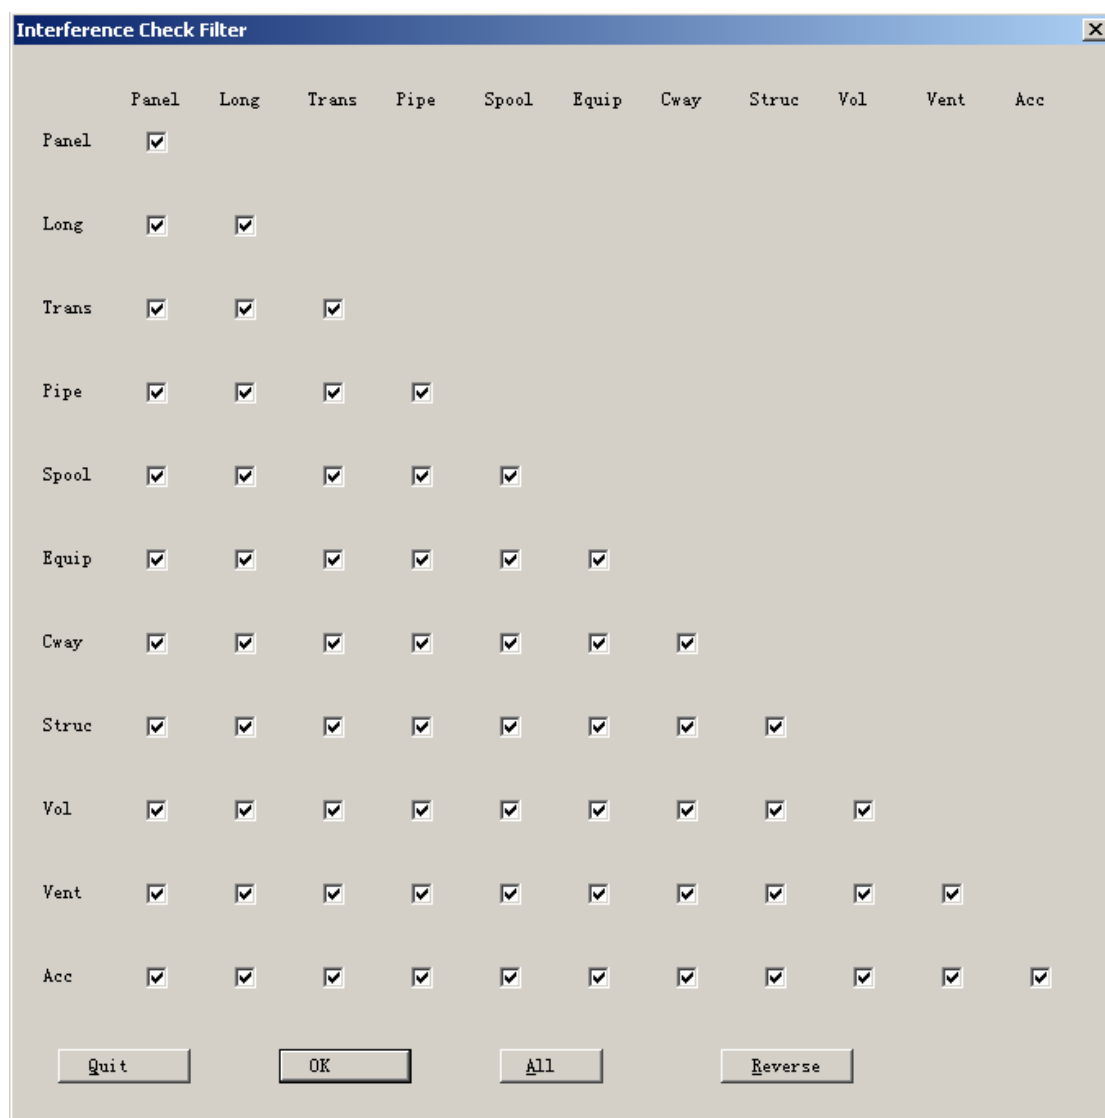 Interference Check Filter
Panel Long Trans Pipe Spool Equip Cway Struc Vol Vent Acc
Panel
Long
Trans
Pipe
Spool
Equip
Cway
Struc
Vol
Vent
Acc
Quit OK All Reverse